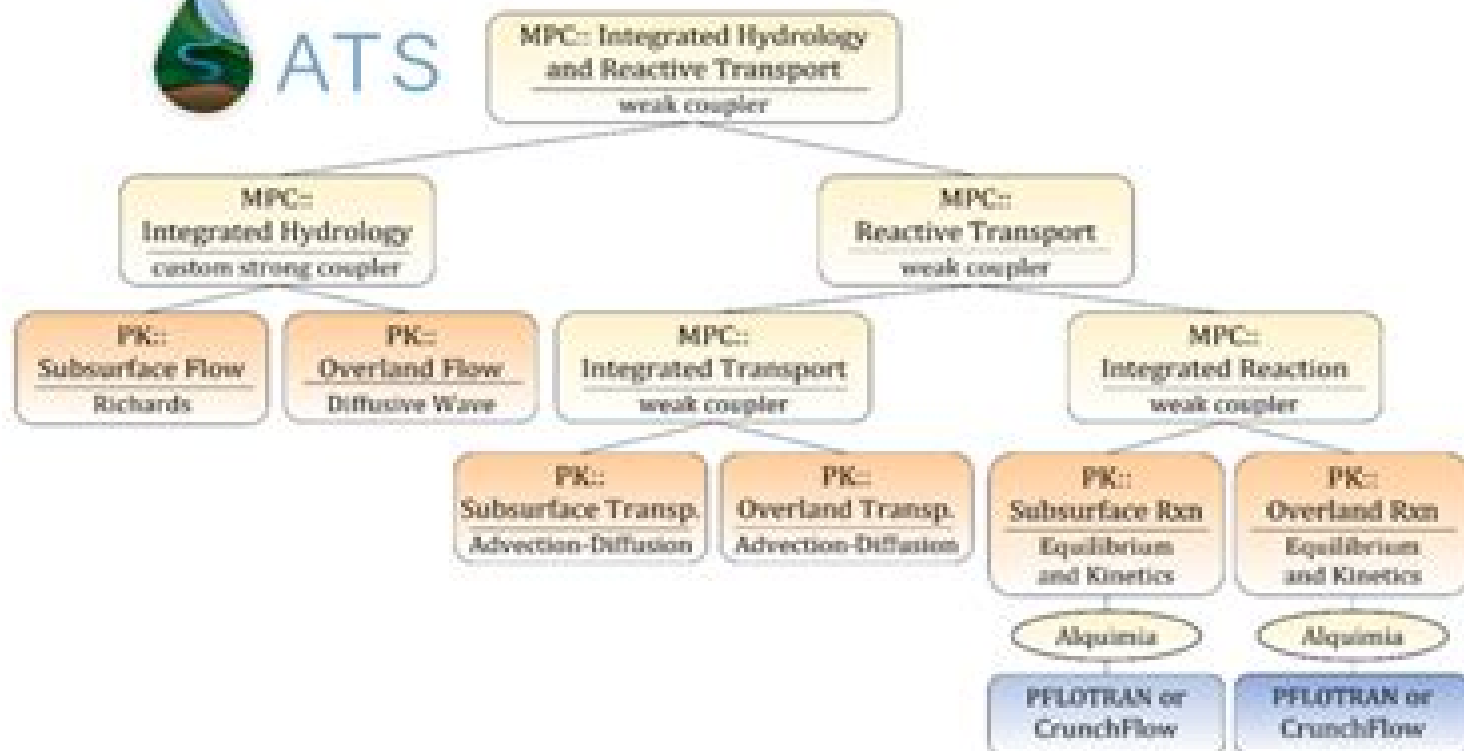 ATS
MPC:: Integrated Hydrology
and Reactive Transport
weak coupler
MPC::
Integrated Hydrology
custom strong coupler
MPC::
Reactive Transport
weak coupler
PK::
Subsurface Flow
Richards
PK::
Overland Flow
Diffusive Wave
MPC::
Integrated Transport
weak coupler
MPC::
Integrated Reaction
weak coupler
PK::
Subsurface Transp.
Advection-Diffusion
PK::
Overland Transp.
Advection-Diffusion
PK::
Subsurface Rxn
Equilibrium
and Kinetics
PK::
Overland Rxn
Equilibrium
and Kinetics
Alquimia
Alquimia
PFLOTRAN or
CrunchFlow
PFLOTRAN or
CrunchFlow